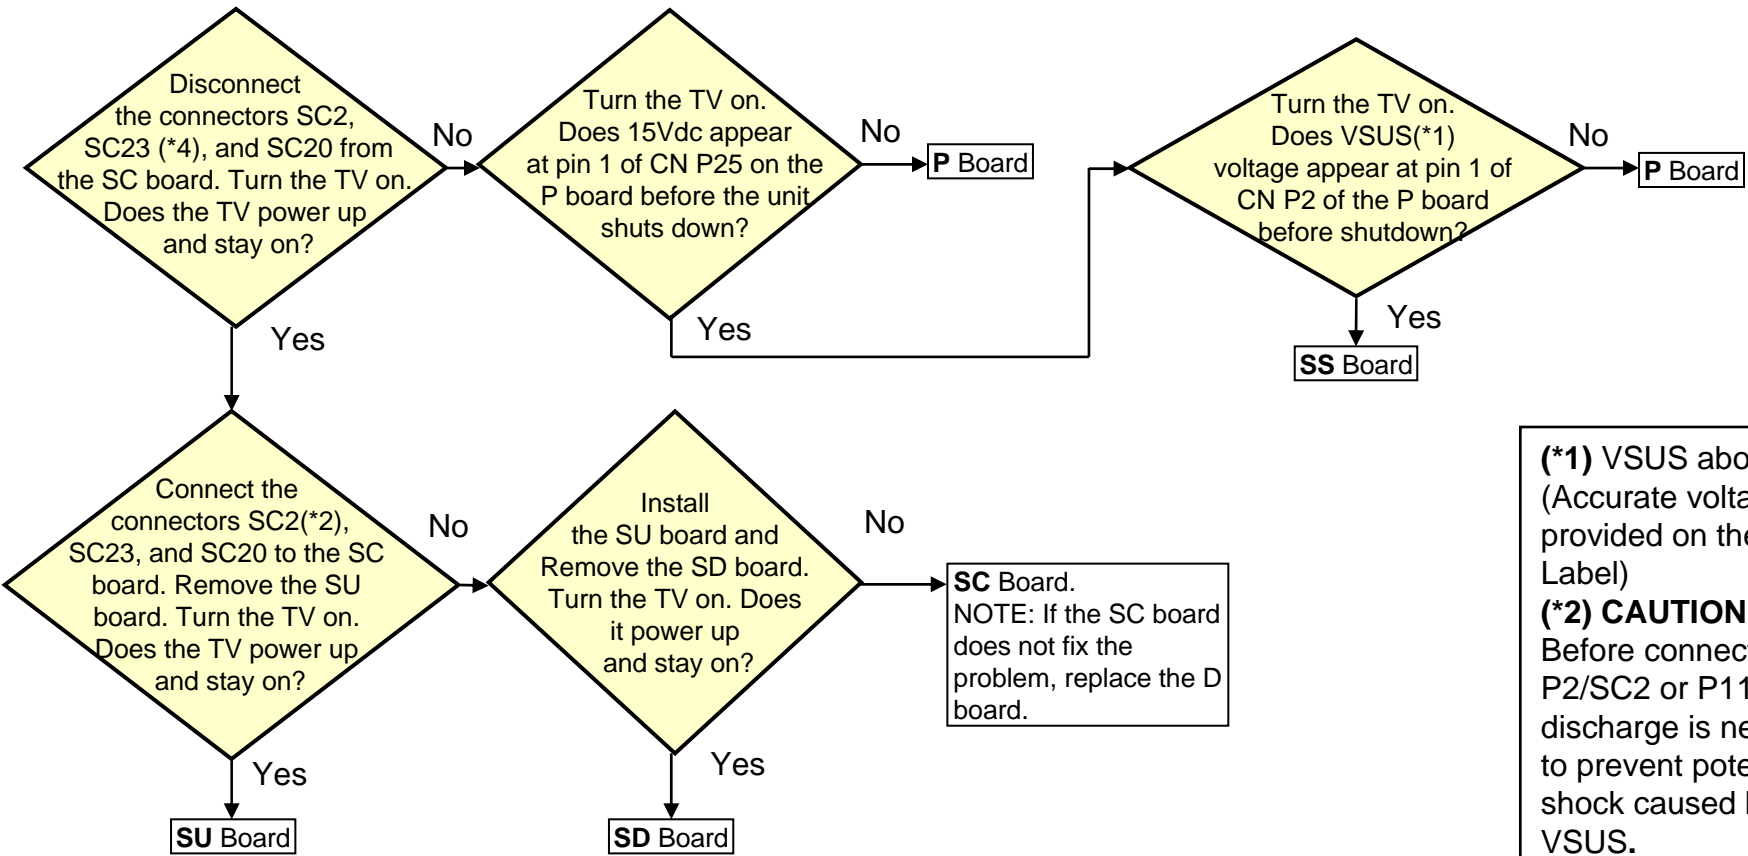 Disconnect
the connectors SC2,
SC23 (*4), and SC20 from
the SC board. Turn the TV on.
Does the TV power up
and stay on?
No
Turn the TV on.
Does 15Vdc appear
at pin 1 of CN P25 on the
P board before the unit
shuts down?
No
P Board
Turn the TV on.
Does VSUS(*1)
voltage appear at pin 1 of
CN P2 of the P board
before shutdown?
No
P Board
Yes
Yes
Yes
SS Board
Connect the
connectors SC2(*2),
SC23, and SC20 to the SC
board. Remove the SU
board. Turn the TV on.
Does the TV power up
and stay on?
No
Install
the SU board and
Remove the SD board.
Turn the TV on. Does
it power up
and stay on?
No
SC Board.
NOTE: If the SC board
does not fix the
problem, replace the D
board.
Yes
SU Board
Yes
SD Board
(*1) VSUS
(Accurate
provided on
Label)
(*2) CAUTION
Before
P2/SC2 or P11
discharge is
to prevent
shock caused
VSUS.